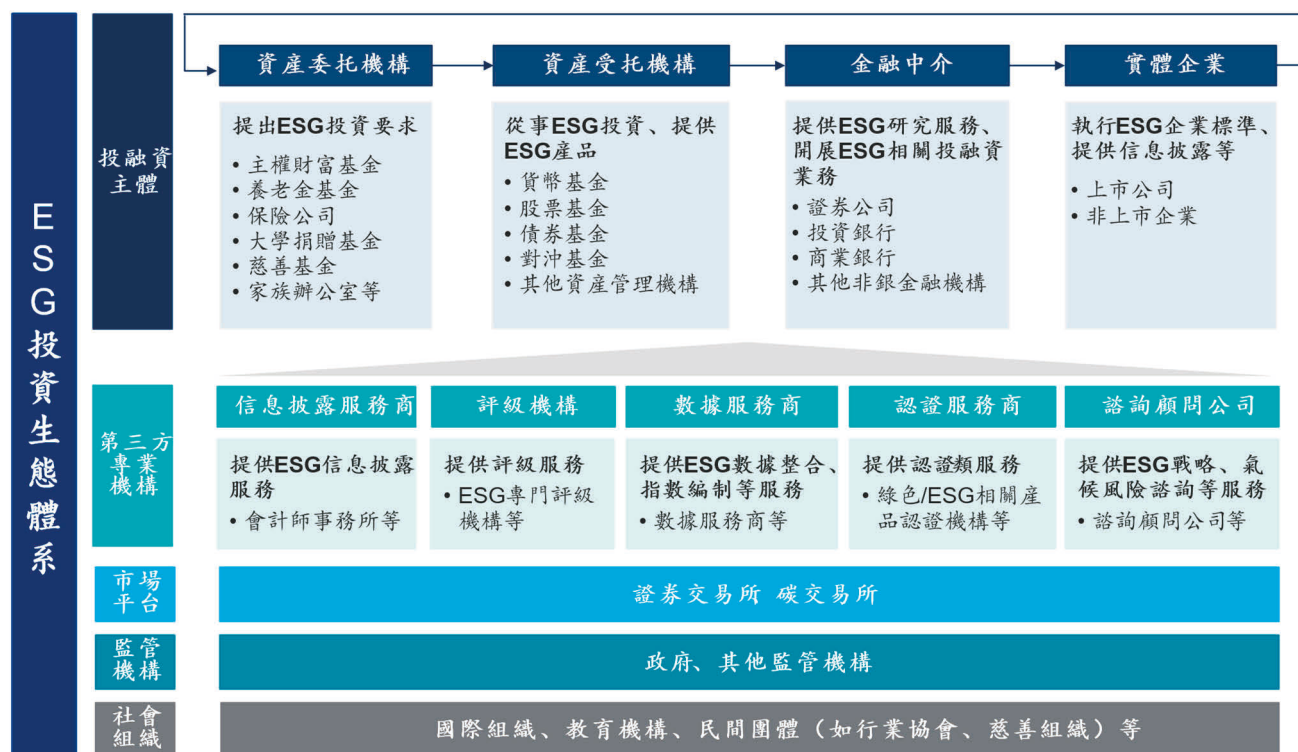 ESG投資生態體系
投融資
主體
資産委托機構
資産受托機構
金融中介
實體企業
提出ESG投資要求
• 主權財富基金
• 養老金基金
• 保險公司
• 大學捐贈基金
• 慈善基金
• 家族辦公室等
從事ESG投資、提供
ESG産品
• 貨幣基金
• 股票基金
• 債券基金
• 對沖基金
• 其他資産管理機構
提供ESG研究服務、
開展ESG相關投融資
業務
• 證券公司
• 投資銀行
• 商業銀行
• 其他非銀金融機構
執行ESG企業標準、
提供信息披露等
• 上市公司
• 非上市企業
第三方
專業
機構
信息披露服務商
評級機構
數據服務商
認證服務商
諮詢顧問公司
提供ESG信息披露
服務
• 會計師事務所等
提供評級服務
• ESG專門評級
機構等
提供ESG數據整合、
指數編制等服務
• 數據服務商等
提供認證類服務
• 綠色/ESG相關産
品認證機構等
提供ESG戰略、氣
候風險諮詢等服務
• 諮詢顧問公司等
市場
平台
證券交易所 碳交易所
監管
機構
政府、其他監管機構
社會
組織
國際組織、教育機構、民間團體（如行業協會、慈善組織）等